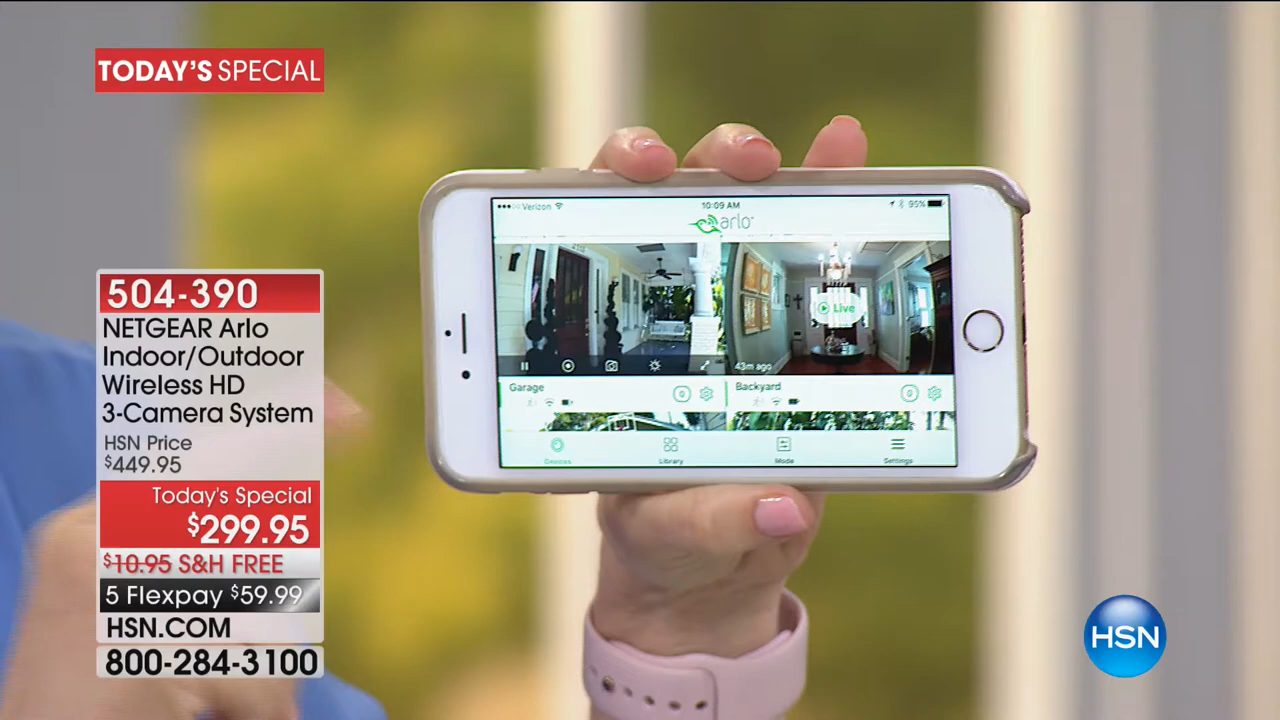 TODAY'S SPECIAL
504-390
NETGEAR Arlo
Indoor/Outdoor
Wireless HD
3-Camera System
HSN Price
$449.95
Today's Special
$299.95
$10.95 S&H FREE
5 Flexpay $59.99
HSN.COM
800-284-3100
Verizon
10:09 AM
95%
arlo
Live
43m ago
Garage
0
Backyard
0
Devices
Library
Mode
Settings
HSN